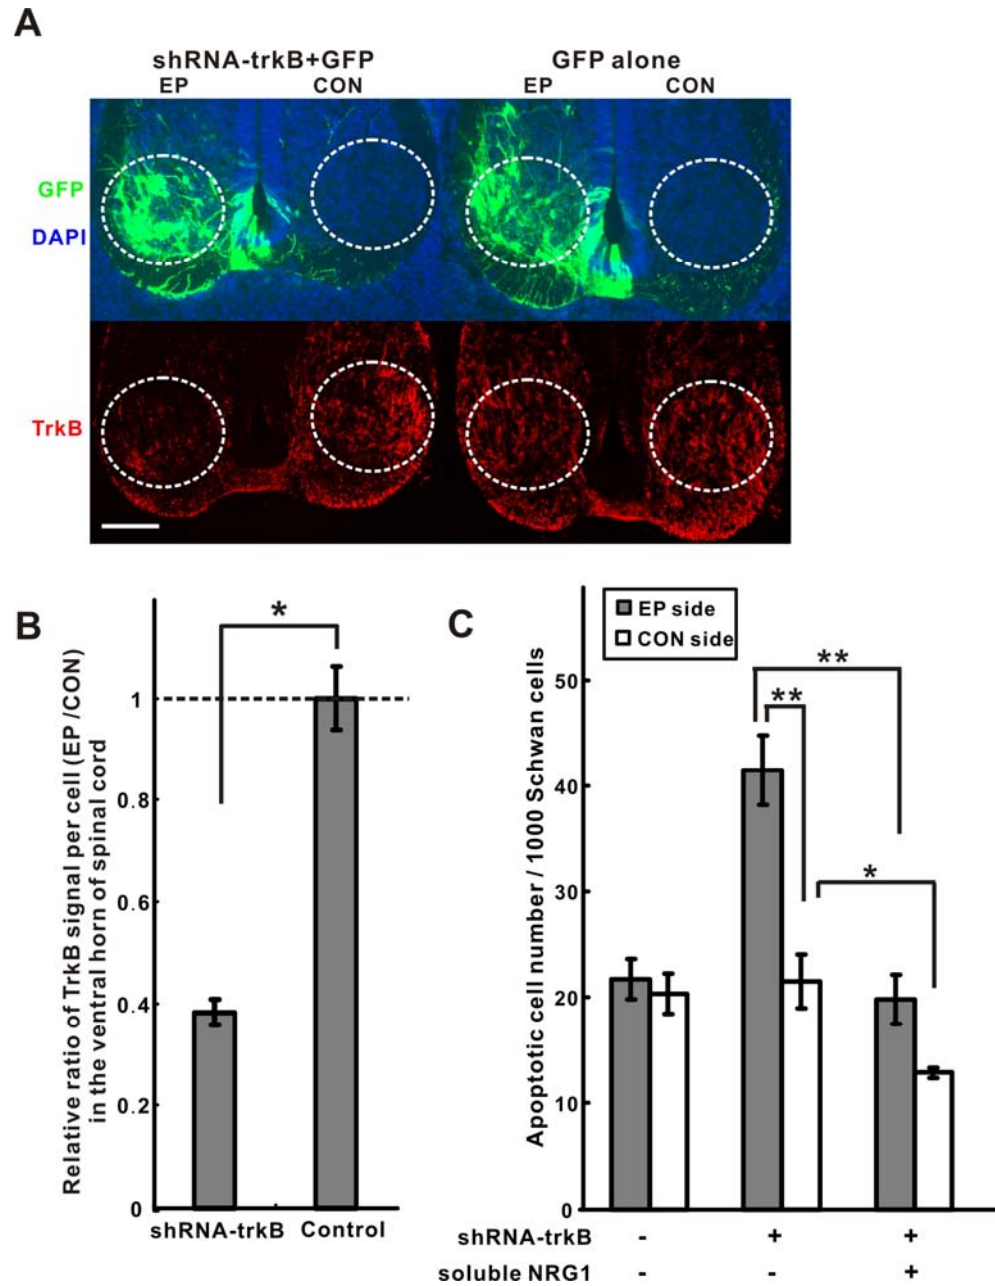 A
shRNA-trkB+GFP GFP alone
EP CON EP CON
GFP
DAPI
TrkB
B
Relative ratio of TrkB signal per cell (EP /CON)
in the ventral horn of spinal cord
*
1
0.8
0.6
0.4
0.2
0
shRNA-trkB Control
C
EP side
CON side
Apoptotic cell number / 1000 Schwan cells
**
**
*
50
40
30
20
10
0
shRNA-trkB - + +
soluble NRG1 - - +